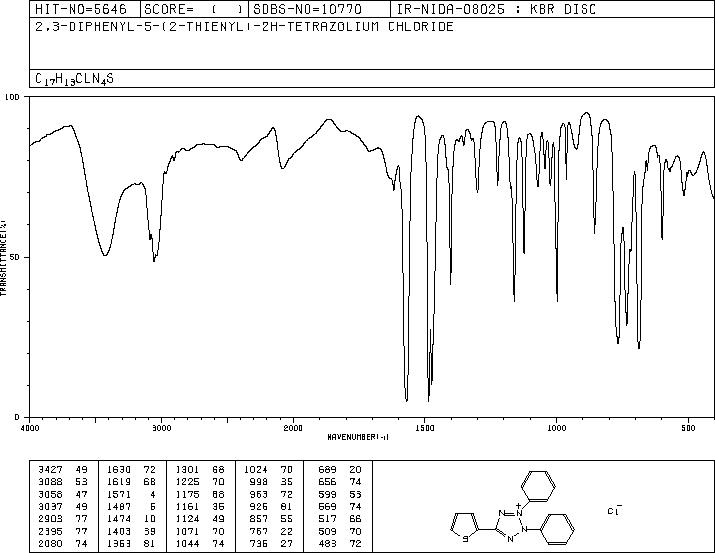 HIT-NO=5646 SCORE= ( ) SDBS-NO=10770 IR-NIDA-08025 : KBR DISC
2,3-DIPHENYL-5-(2-THIENYL)-2H-TETRAZOLIUM CHLORIDE
C17H13CLN4S
100
50
0
TRANSMITTANCE(%)
4000 3000 2000 1500 1000 500
WAVENUMBER(-1)
3427 49 1630 72 1301 68 1024 70 689 20
3088 53 1619 68 1225 70 998 35 656 74
3058 47 1571 4 1175 68 963 72 599 53
3037 49 1487 5 1161 35 926 81 569 74
2903 77 1474 10 1124 49 857 55 517 66
2395 77 1403 39 1071 70 767 22 509 70
2080 74 1363 81 1044 74 736 27 483 72
N N+
N N
S
Cl−